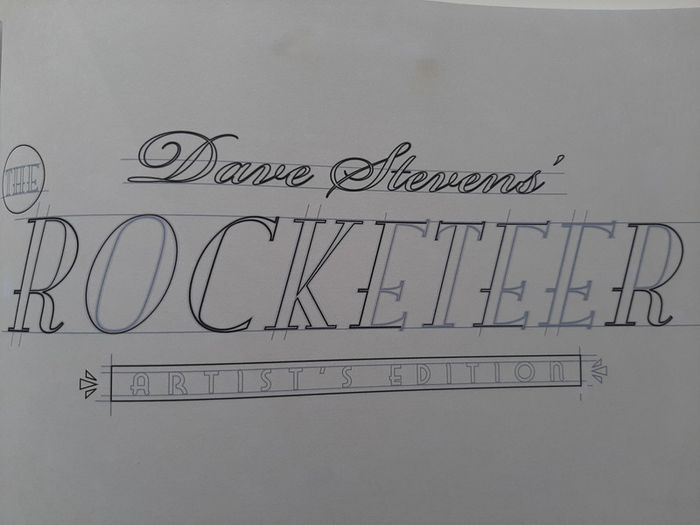 Dave Stevens'
THE
ROCKETEER
ARTIST'S EDITION